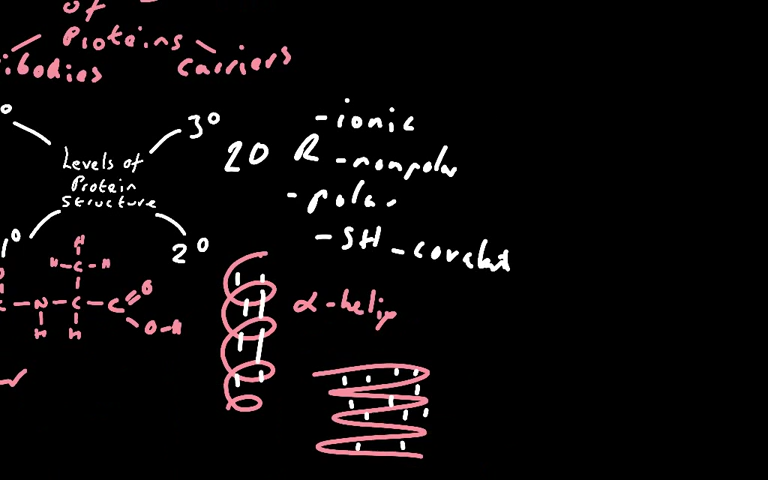 of
Proteins
ibodies carriers
3° 20 R
-ionic
-nonpolar
-polar
-SH-covalent
Levels of
Protein
Structure
1° 2°
H
H-C-H
C-N-C-C O
H H O-H
α-helix